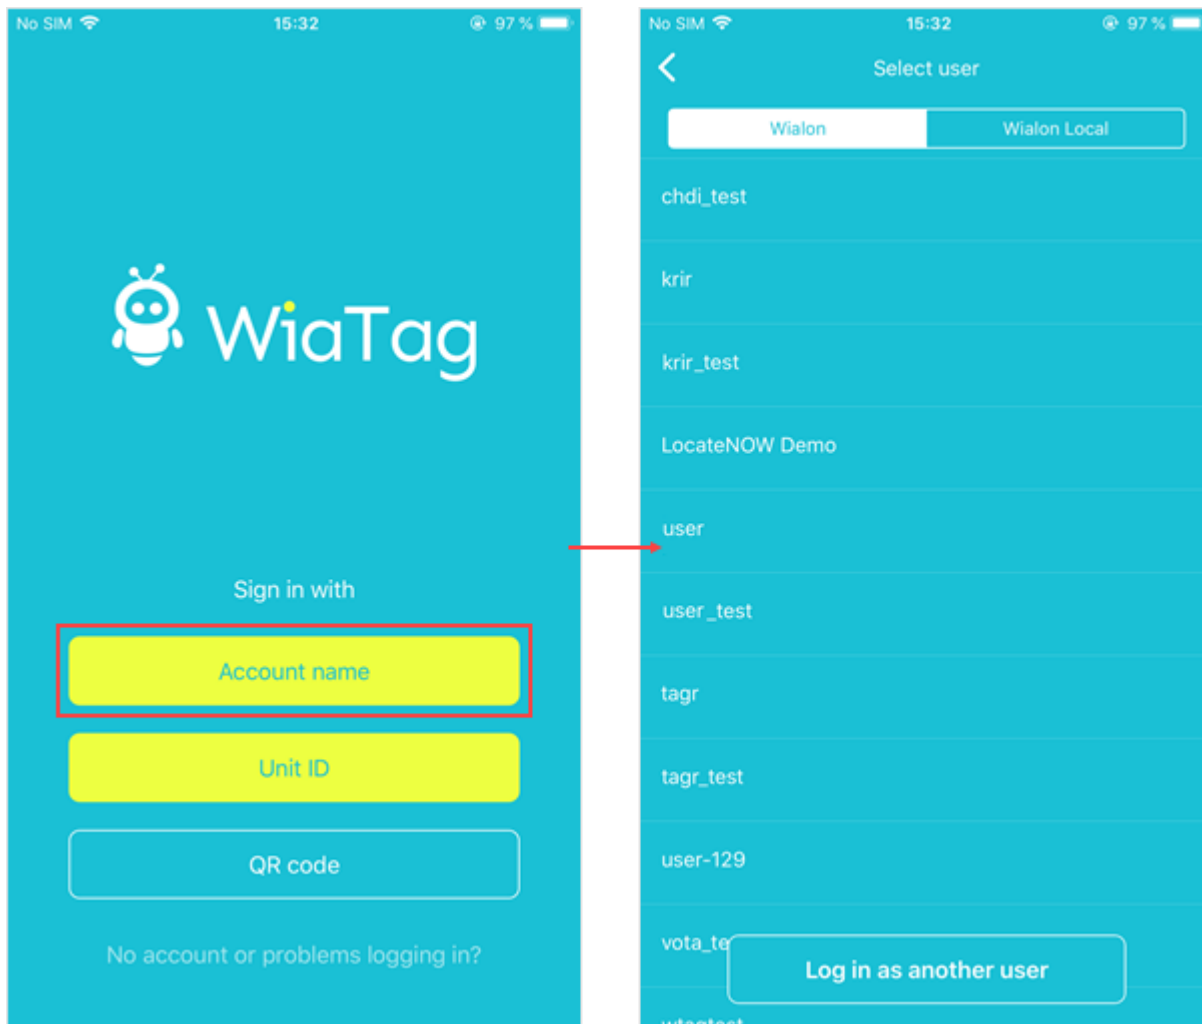 No SIM 15:32 97 %
WiaTag
Sign in with
Account name
Unit ID
QR code
No account or problems logging in?
No SIM 15:32 97 %
Select user
Wialon Wialon Local
chdi_test
krir
krir_test
LocateNOW Demo
user
user_test
tagr
tagr_test
user-129
vota_te
Log in as another user